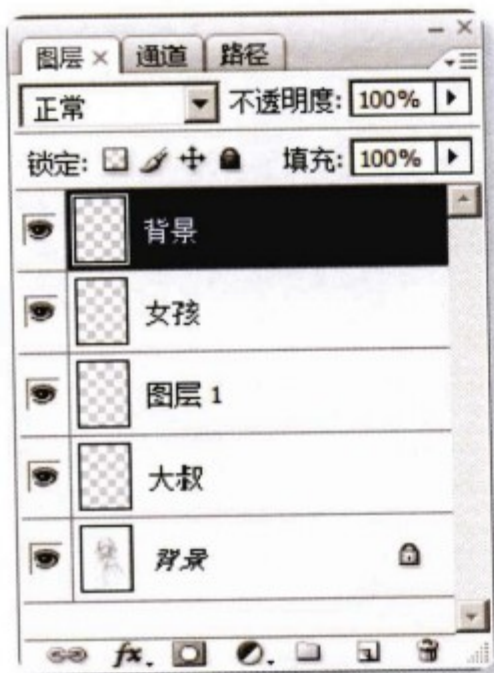 图层 × 通道 路径
正常 不透明度: 100%
锁定: 填充: 100%
背景
女孩
图层 1
大叔
背景
fx.